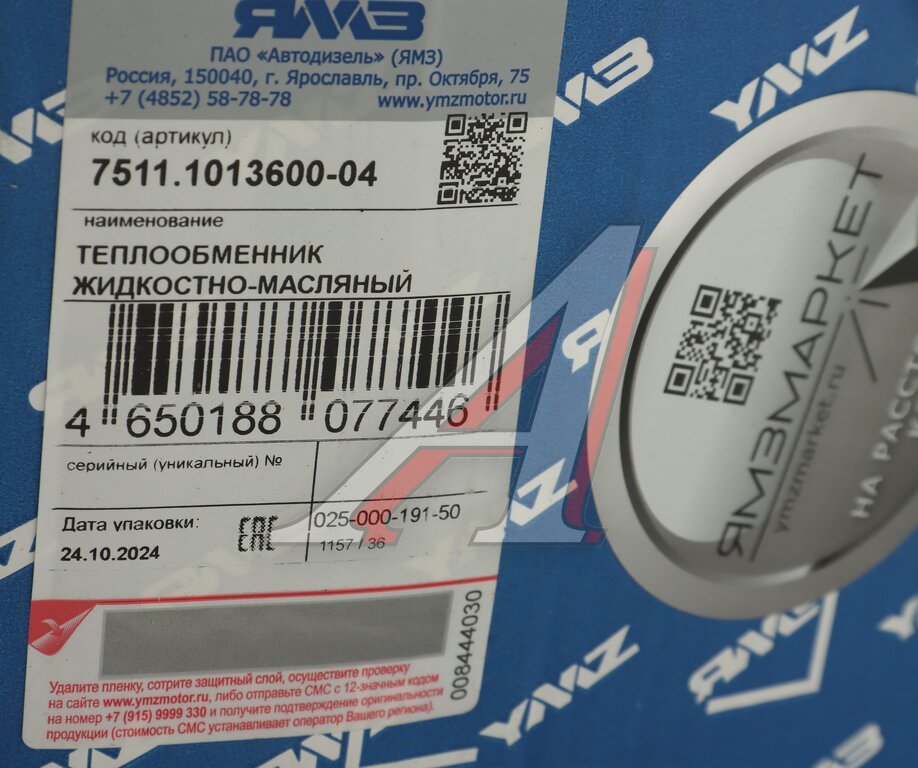 ЯМЗ
ПАО «Автодизель» (ЯМЗ)
Россия, 150040, г. Ярославль, пр. Октября, 75
+7 (4852) 58-78-78 www.ymzmotor.ru
код (артикул)
7511.1013600-04
наименование
ТЕПЛООБМЕННИК
ЖИДКОСТНО-МАСЛЯНЫЙ
4 650188 077446
серийный (уникальный) №
Дата упаковки:
24.10.2024
EAC
025-000-191-50
1157 / 36
008444030
Удалите пленку, сотрите защитный слой, осуществите проверку
на сайте www.ymzmotor.ru, либо отправьте СМС с 12-значным кодом
на номер +7 (915) 9999 330 и получите подтверждение оригинальности
продукции (стоимость СМС устанавливает оператор Вашего региона).
YMZ
ЯМЗМАРКЕТ
ymzmarket.ru
YMZ
YMZ
ЯМЗ